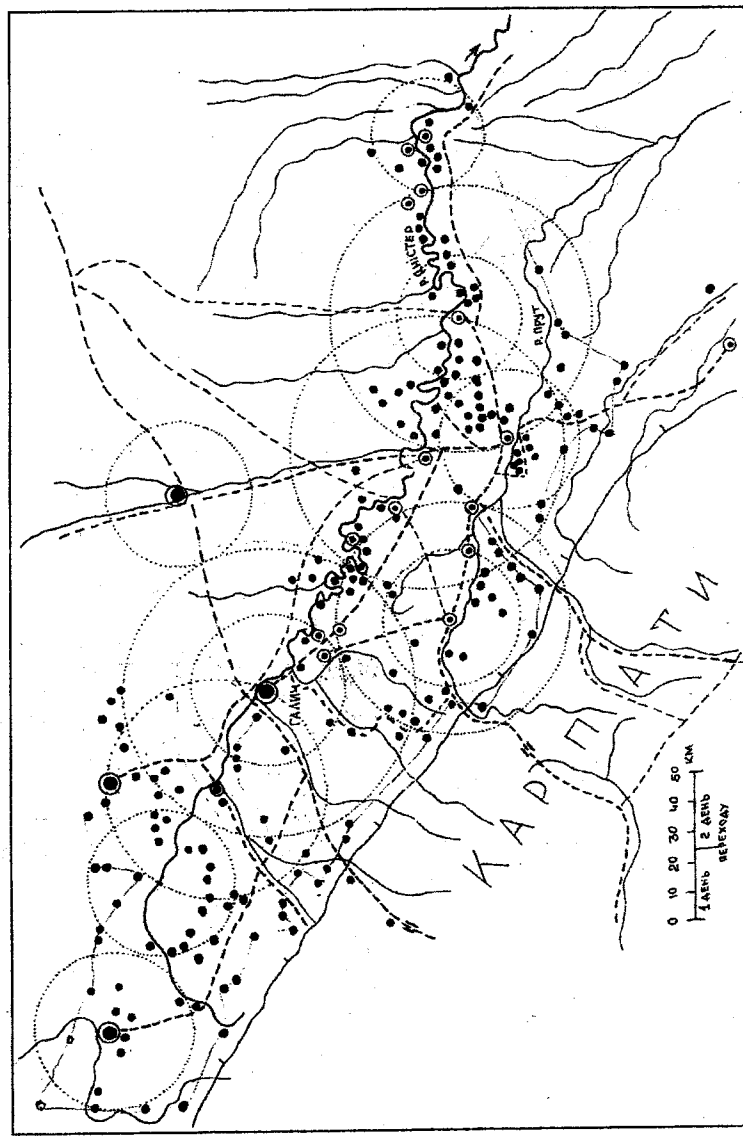 р. ДНІСТЕР
р. ПРУТ
ГАЛИЧ
КАРПАТИ
0 10 20 30 40 50 КМ
1 ДЕНЬ 2 ДЕНЬ
ПЕРЕХОДУ